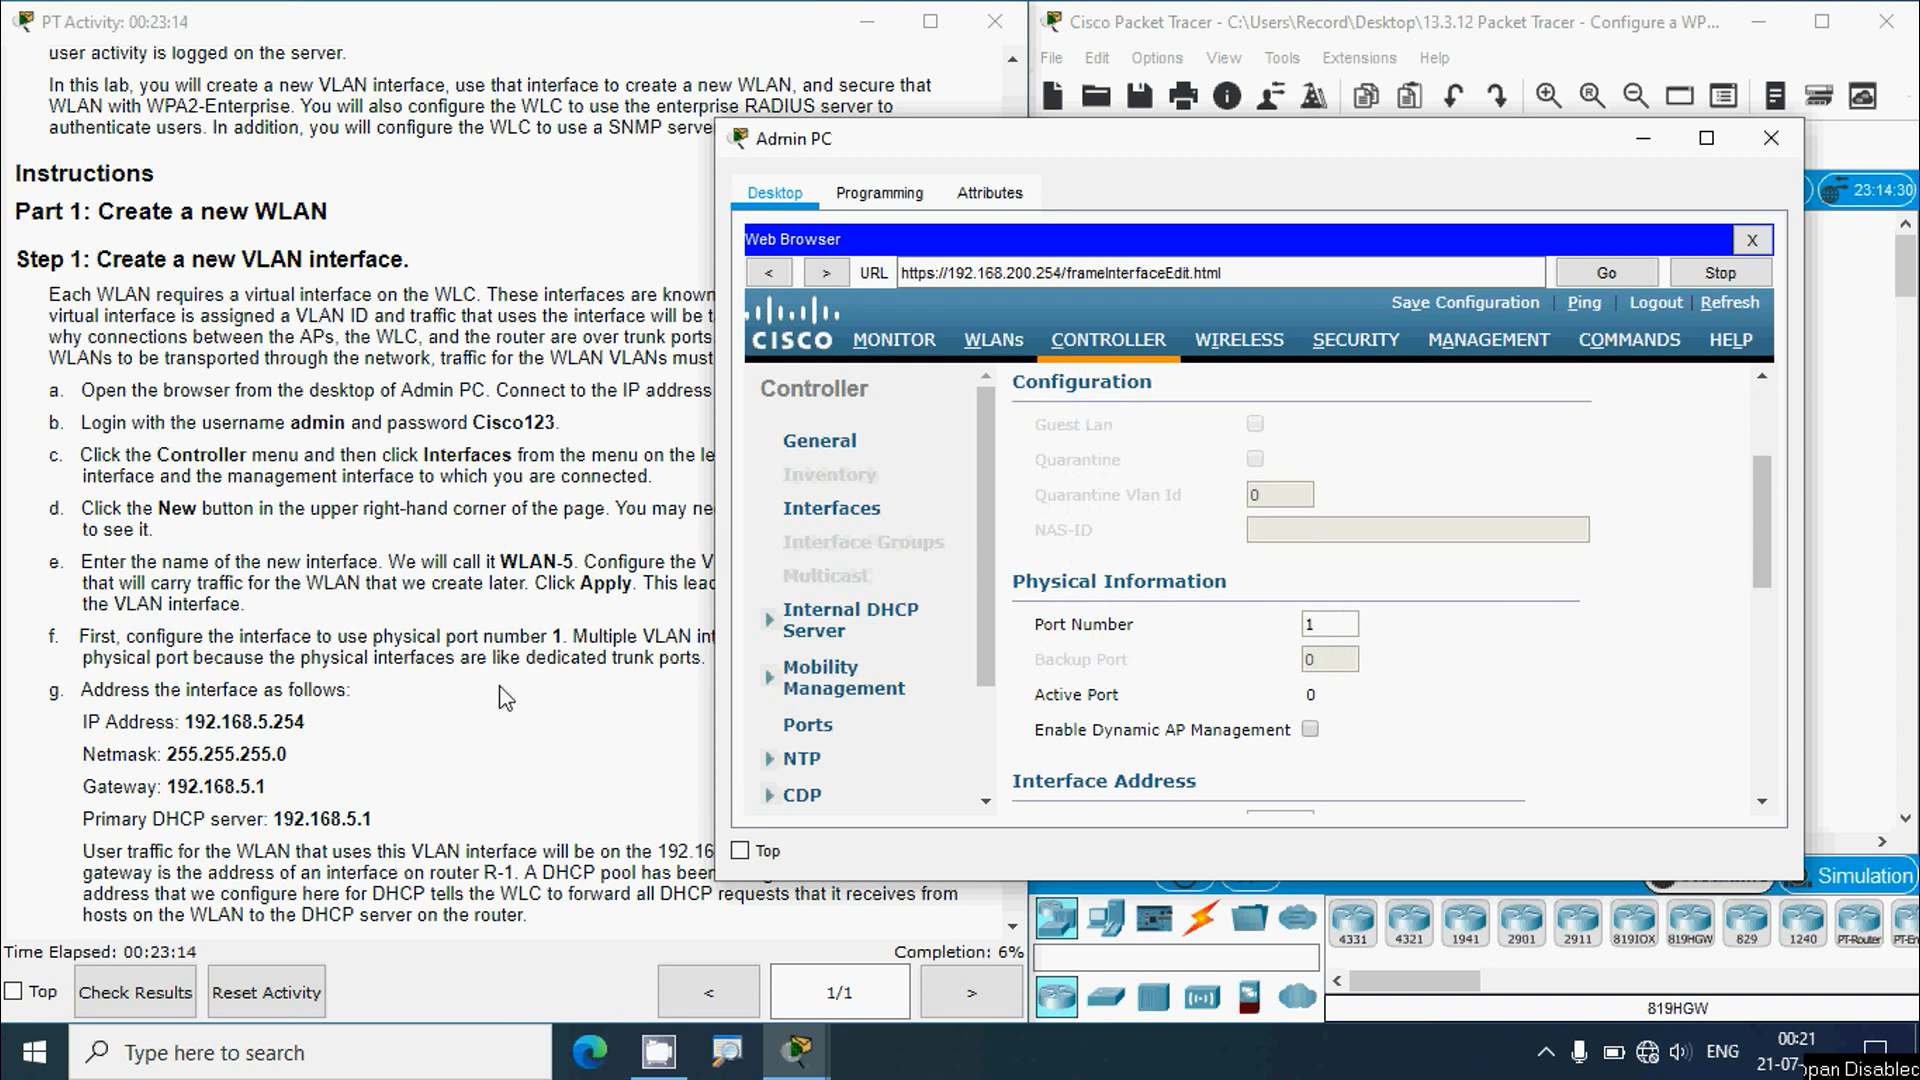 PT Activity: 00:23:14
user activity is logged on the server.
In this lab, you will create a new VLAN interface, use that interface to create a new WLAN, and secure that
WLAN with WPA2-Enterprise. You will also configure the WLC to use the enterprise RADIUS server to
authenticate users. In addition, you will configure the WLC to use a SNMP serve
Instructions
Part 1: Create a new WLAN
Step 1: Create a new VLAN interface.
Each WLAN requires a virtual interface on the WLC. These interfaces are known
virtual interface is assigned a VLAN ID and traffic that uses the interface will be t
why connections between the APs, the WLC, and the router are over trunk ports.
WLANs to be transported through the network, traffic for the WLAN VLANs must
a. Open the browser from the desktop of Admin PC. Connect to the IP address
b. Login with the username admin and password Cisco123.
c. Click the Controller menu and then click Interfaces from the menu on the le
interface and the management interface to which you are connected.
d. Click the New button in the upper right-hand corner of the page. You may ne
to see it.
e. Enter the name of the new interface. We will call it WLAN-5. Configure the V
that will carry traffic for the WLAN that we create later. Click Apply. This lead
the VLAN interface.
f. First, configure the interface to use physical port number 1. Multiple VLAN int
physical port because the physical interfaces are like dedicated trunk ports.
g. Address the interface as follows:
IP Address: 192.168.5.254
Netmask: 255.255.255.0
Gateway: 192.168.5.1
Primary DHCP server: 192.168.5.1
User traffic for the WLAN that uses this VLAN interface will be on the 192.16
gateway is the address of an interface on router R-1. A DHCP pool has been
address that we configure here for DHCP tells the WLC to forward all DHCP requests that it receives from
hosts on the WLAN to the DHCP server on the router.
Time Elapsed: 00:23:14
Completion: 6%
Top
Check Results
Reset Activity
<
1/1
>
Cisco Packet Tracer - C:\Users\Record\Desktop\13.3.12 Packet Tracer - Configure a WP...
File Edit Options View Tools Extensions Help
23:14:30
Admin PC
Desktop Programming Attributes
Web Browser
X
<
>
URL
https://192.168.200.254/frameInterfaceEdit.html
Go
Stop
Save Configuration Ping Logout Refresh
CISCO
MONITOR WLANs CONTROLLER WIRELESS SECURITY MANAGEMENT COMMANDS HELP
Controller
General
Inventory
Interfaces
Interface Groups
Multicast
Internal DHCP
Server
Mobility
Management
Ports
NTP
CDP
Configuration
Guest Lan
Quarantine
Quarantine Vlan Id 0
NAS-ID
Physical Information
Port Number 1
Backup Port 0
Active Port 0
Enable Dynamic AP Management
Interface Address
Top
Simulation
4331 4321 1941 2901 2911 819IOX 819HGW 829 1240 PT-Router
819HGW
Type here to search
ENG
00:21
21-07-
opan Disabled